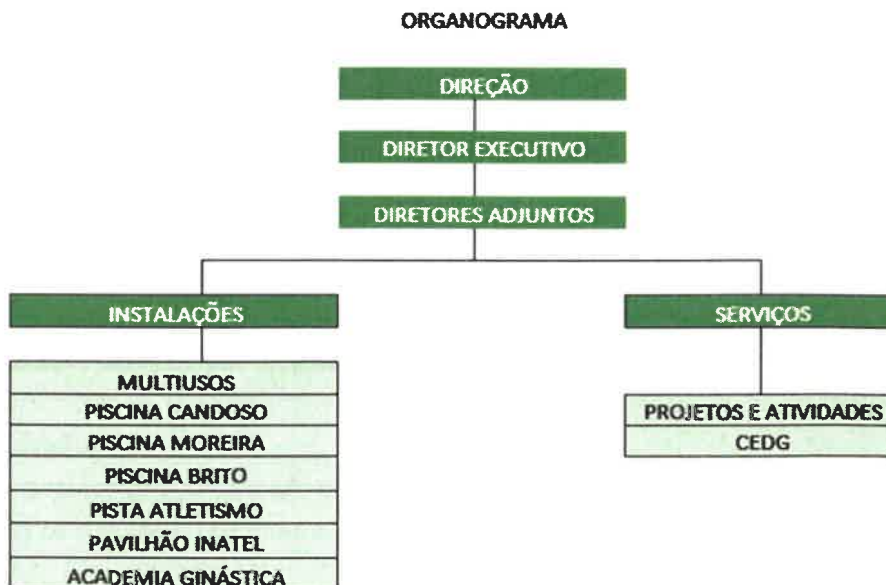 ORGANOGRAMA
DIREÇÃO
DIRETOR EXECUTIVO
DIRETORES ADJUNTOS
INSTALAÇÕES
MULTIUSOS
PISCINA CANDOSO
PISCINA MOREIRA
PISCINA BRITO
PISTA ATLETISMO
PAVILHÃO INATEL
ACADEMIA GINÁSTICA
SERVIÇOS
PROJETOS E ATIVIDADES
CEDG